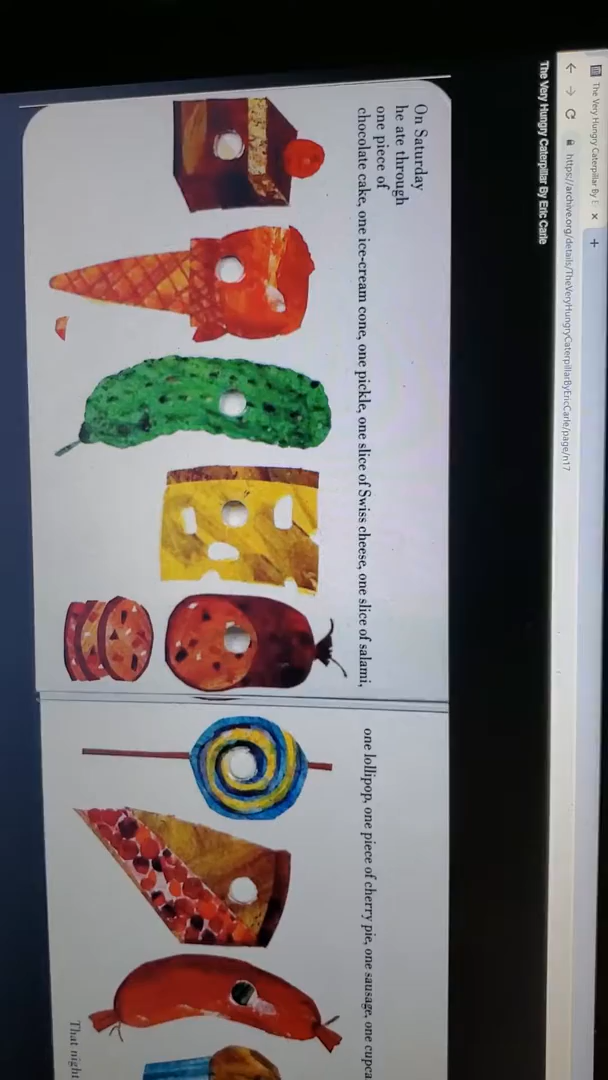 The Very Hungry Caterpillar By E
https://archive.org/details/TheVeryHungryCaterpillarByEricCarle/page/n17
The Very Hungry Caterpillar By Eric Carle
On Saturday
he ate through
one piece of
chocolate cake, one ice-cream cone, one pickle, one slice of Swiss cheese, one slice of salami,
one lollipop, one piece of cherry pie, one sausage, one cupca
That night